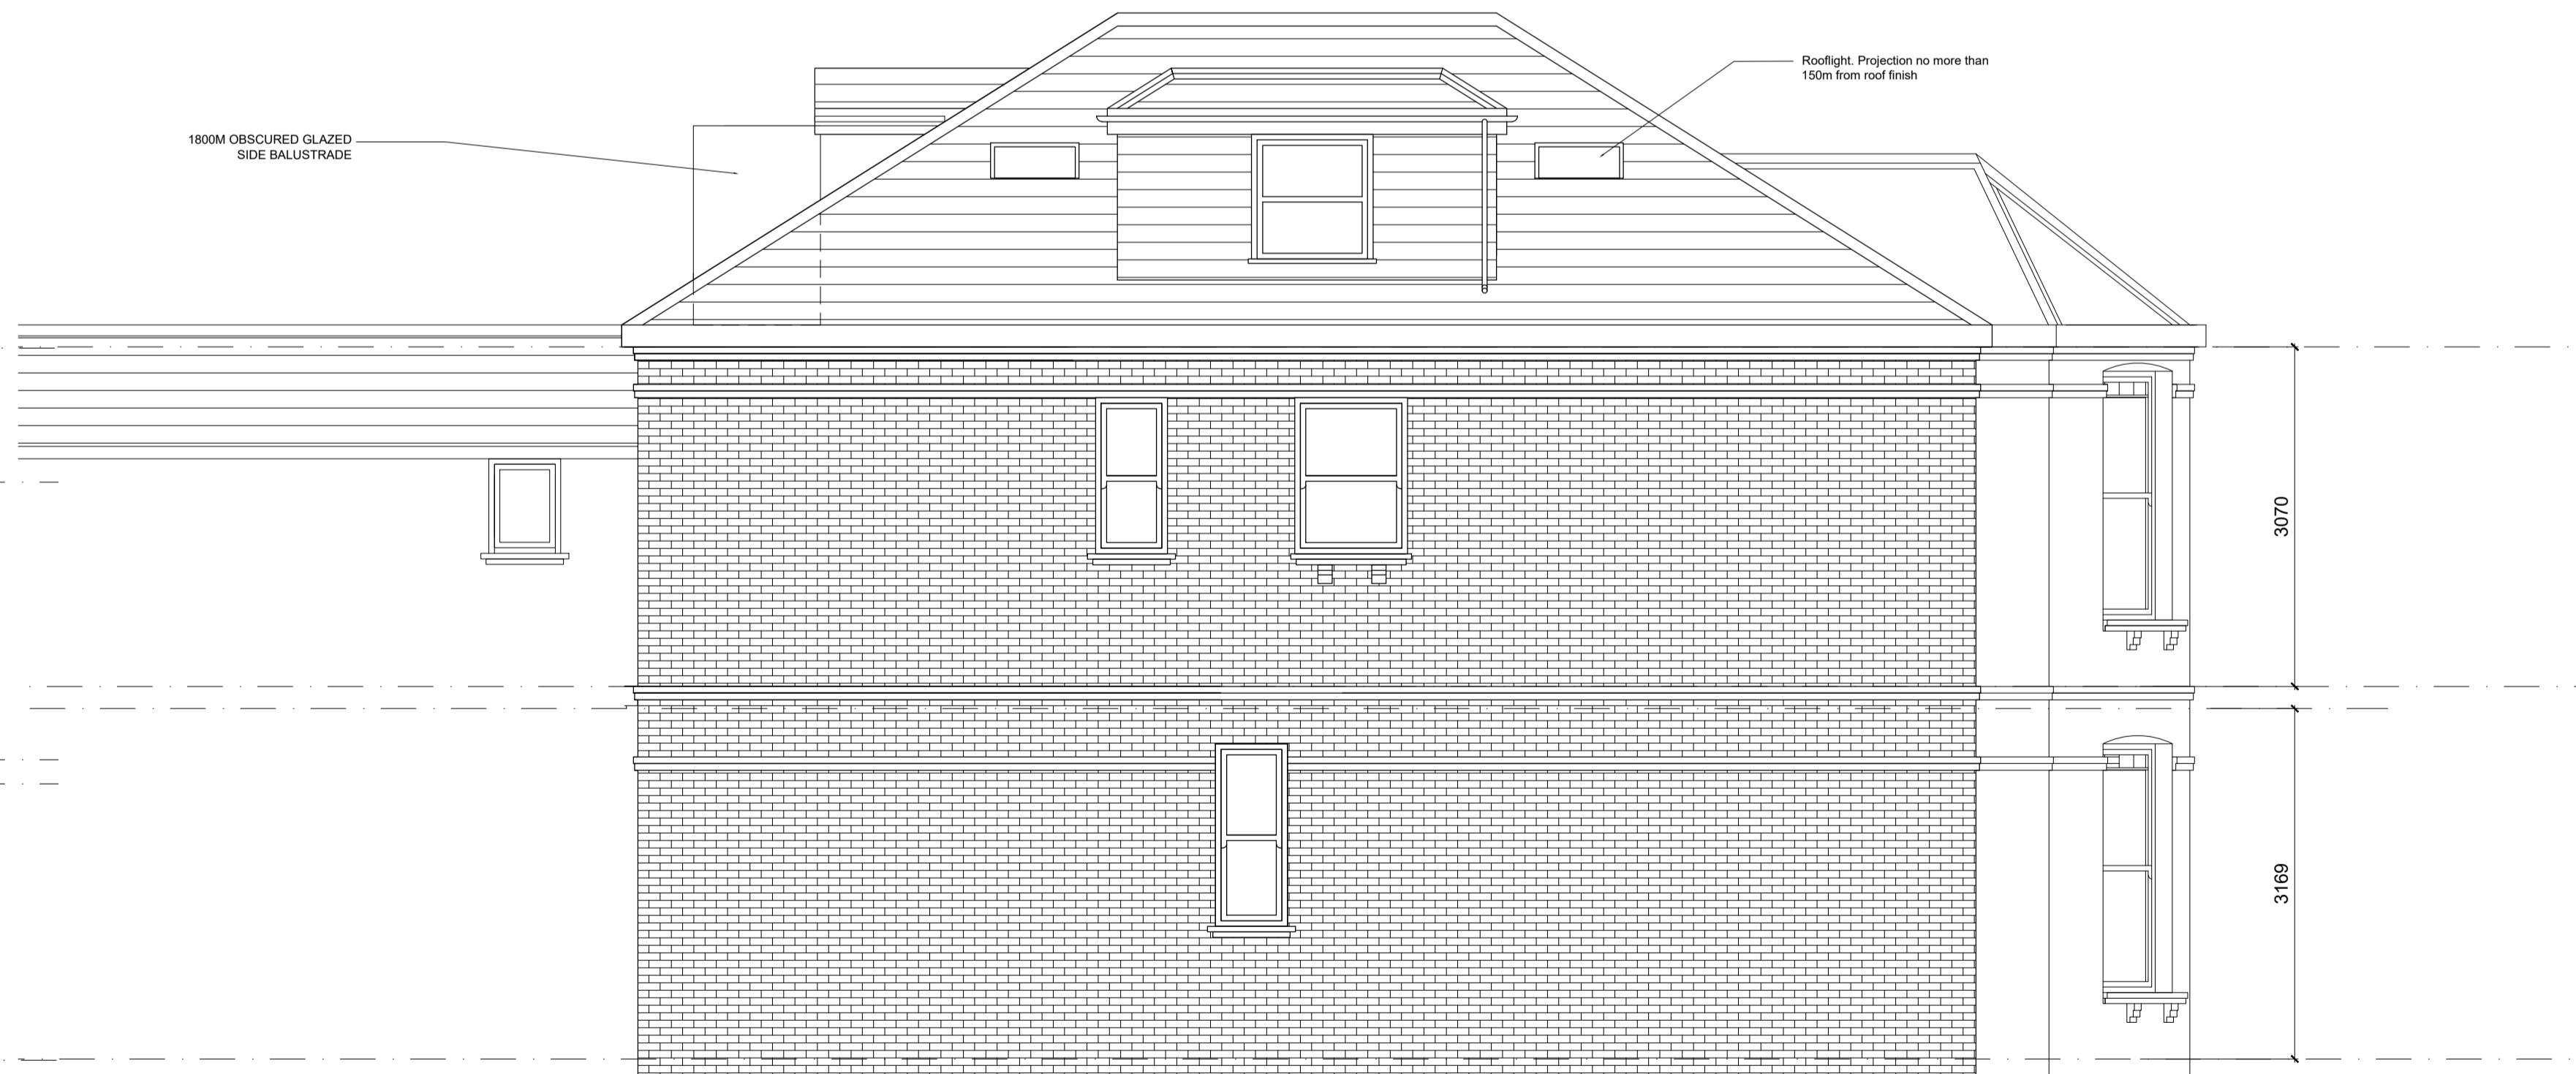 Rooflight. Projection no more than
150m from roof finish
1800M OBSCURED GLAZED
SIDE BALUSTRADE
3070
3169